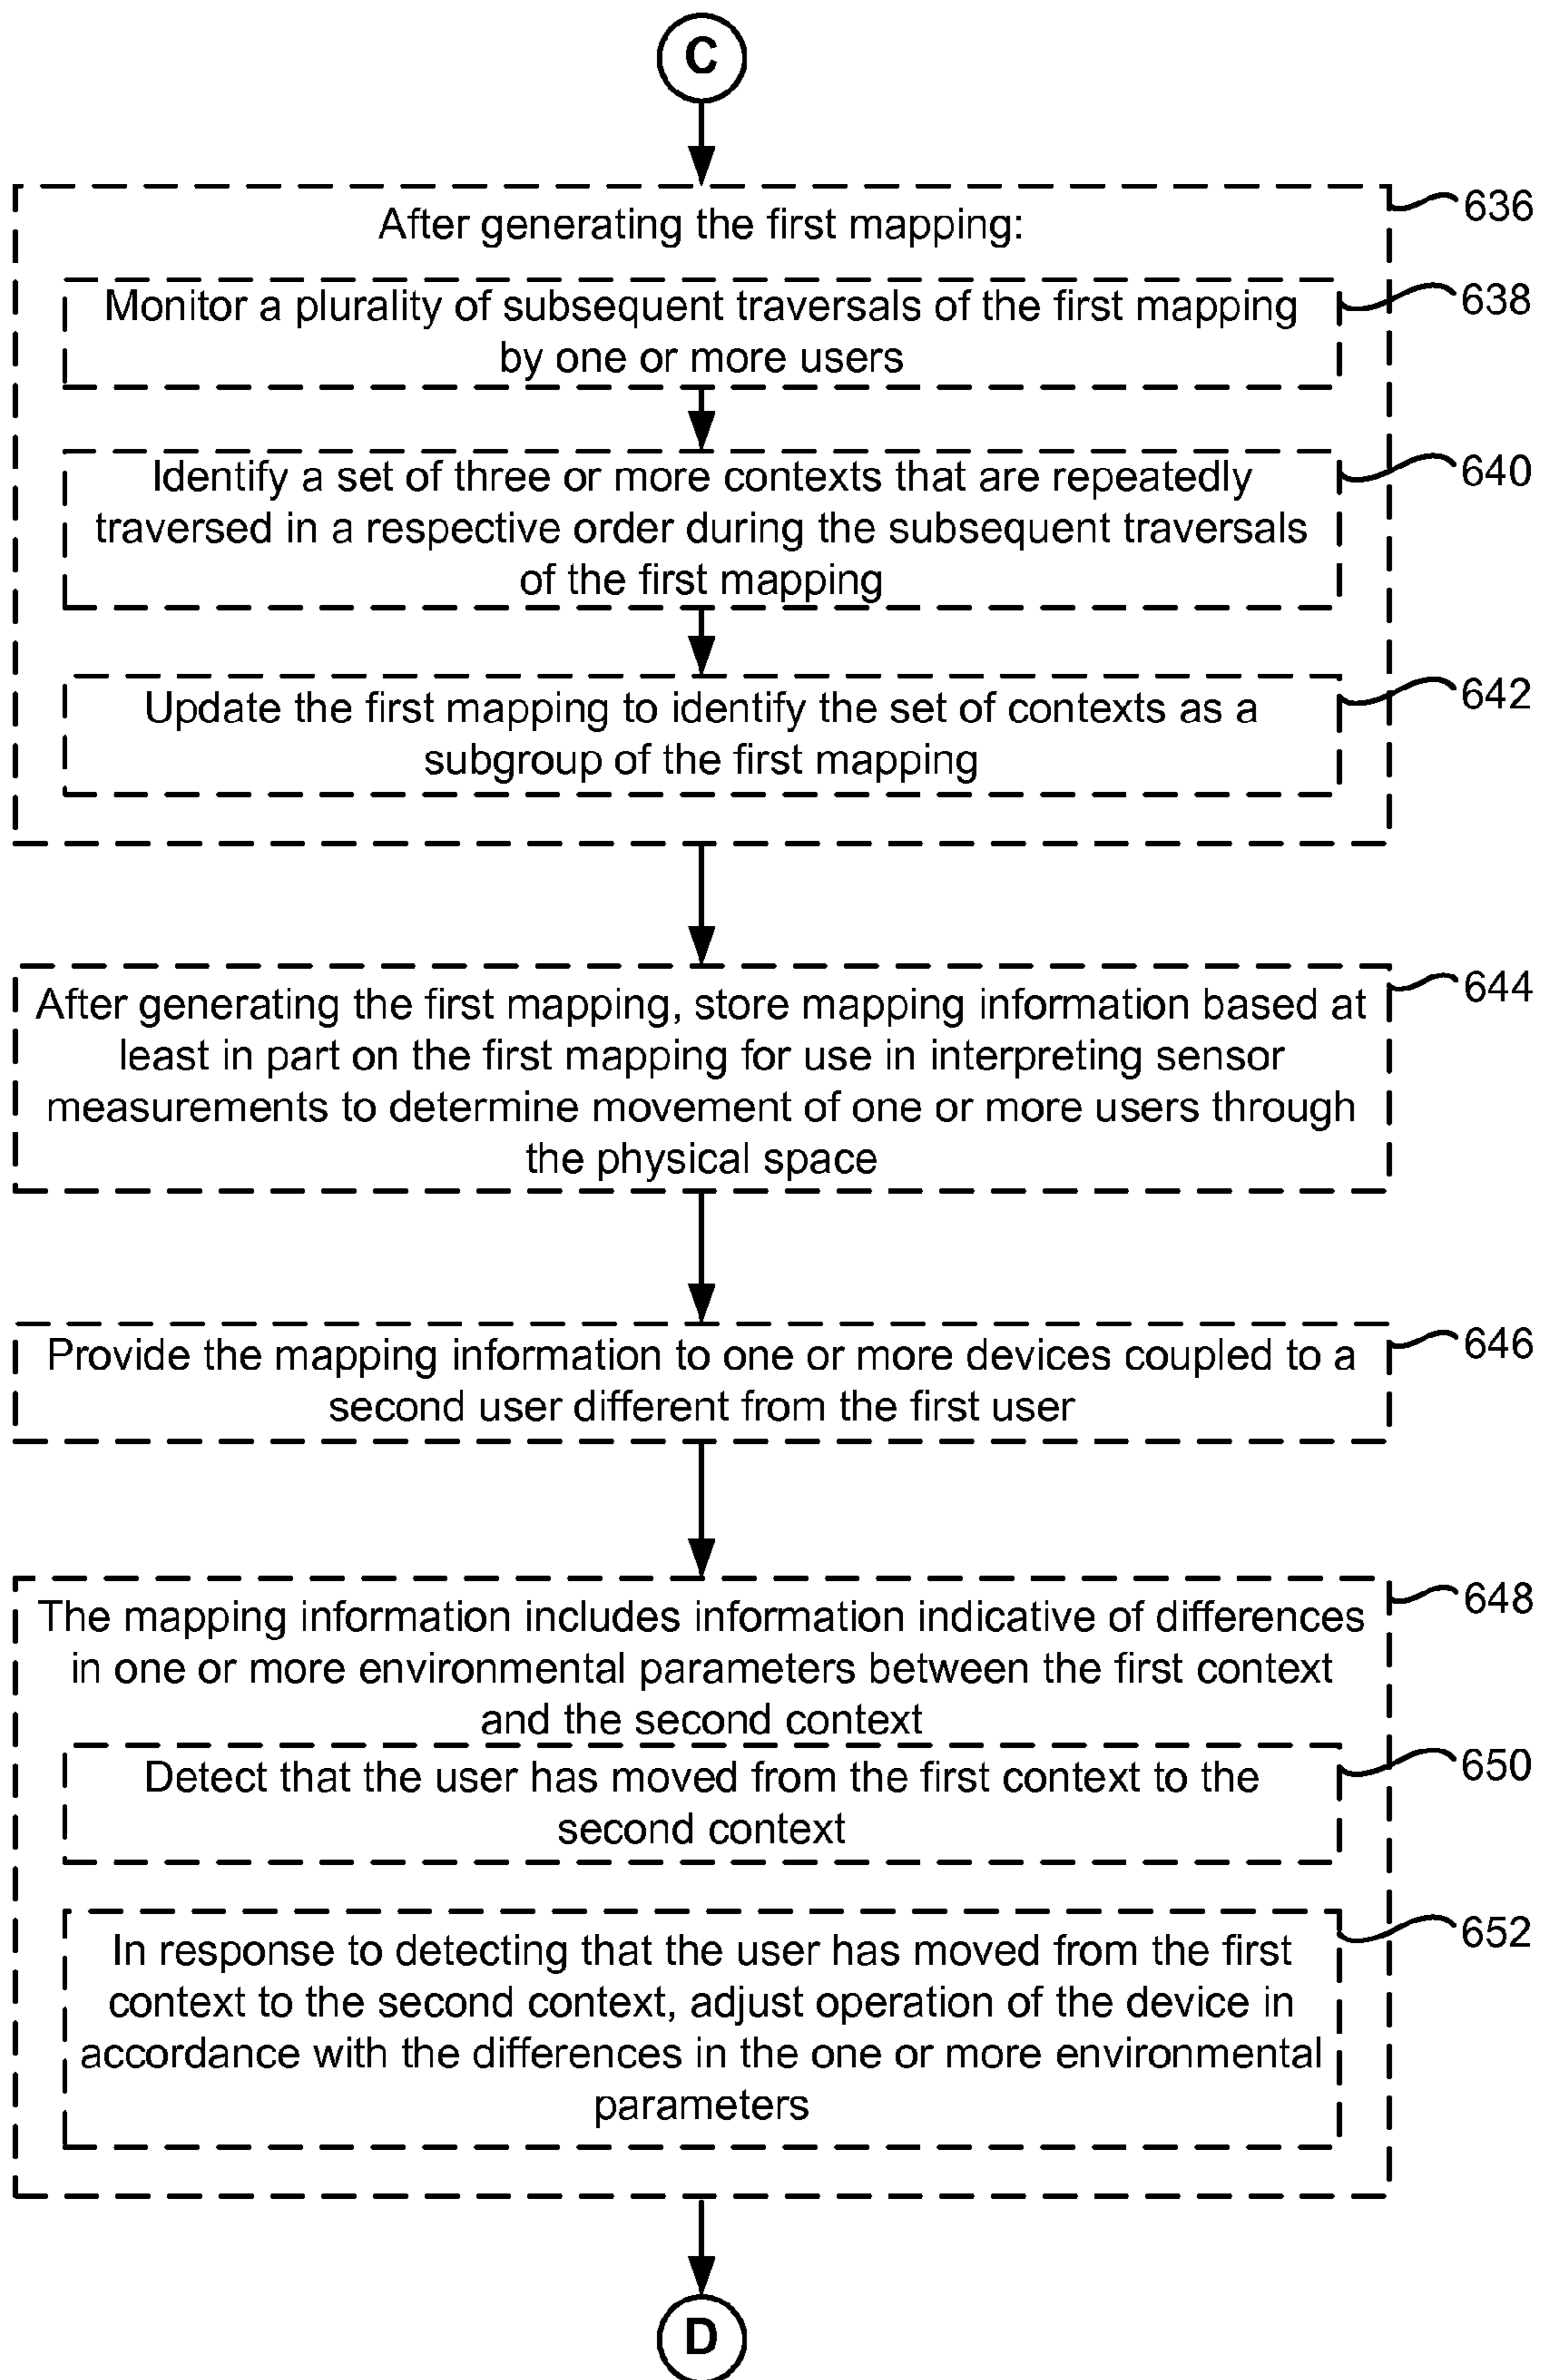 C
636
After generating the first mapping:
638
Monitor a plurality of subsequent traversals of the first mapping
by one or more users
640
Identify a set of three or more contexts that are repeatedly
traversed in a respective order during the subsequent traversals
of the first mapping
642
Update the first mapping to identify the set of contexts as a
subgroup of the first mapping
644
After generating the first mapping, store mapping information based at
least in part on the first mapping for use in interpreting sensor
measurements to determine movement of one or more users through
the physical space
646
Provide the mapping information to one or more devices coupled to a
second user different from the first user
648
The mapping information includes information indicative of differences
in one or more environmental parameters between the first context
and the second context
650
Detect that the user has moved from the first context to the
second context
652
In response to detecting that the user has moved from the first
context to the second context, adjust operation of the device in
accordance with the differences in the one or more environmental
parameters
D